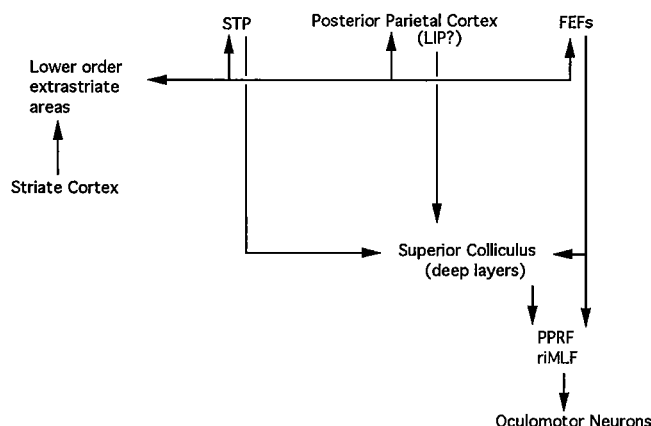 STP
Posterior Parietal Cortex
(LIP?)
FEFs
Lower order
extrastriate
areas
Striate Cortex
Superior Colliculus
(deep layers)
PPRF
riMLF
Oculomotor Neurons